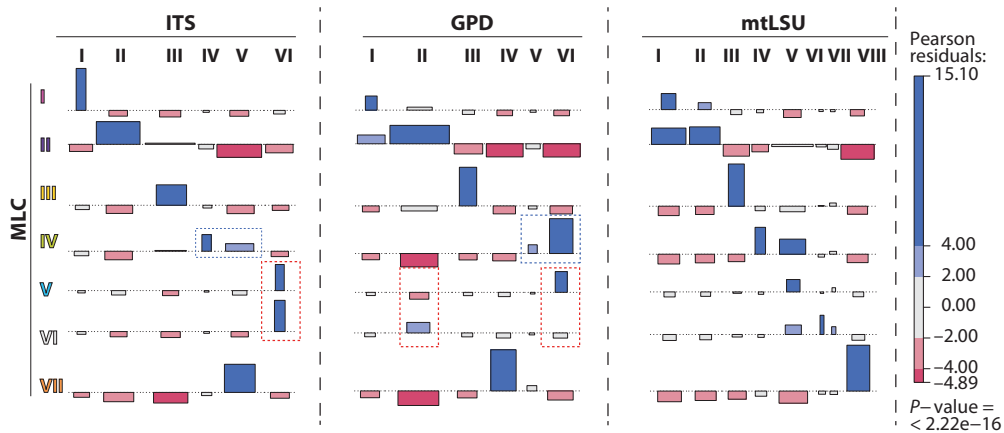 ITS GPD mtLSU
I II III IV V VI I II III IV V VI I II III IV V VI VII VIII
MLC
I
II
III
IV
V
VI
VII
Pearson
residuals:
15.10
4.00
2.00
0.00
−2.00
−4.00
−4.89
P− value =
< 2.22e−16